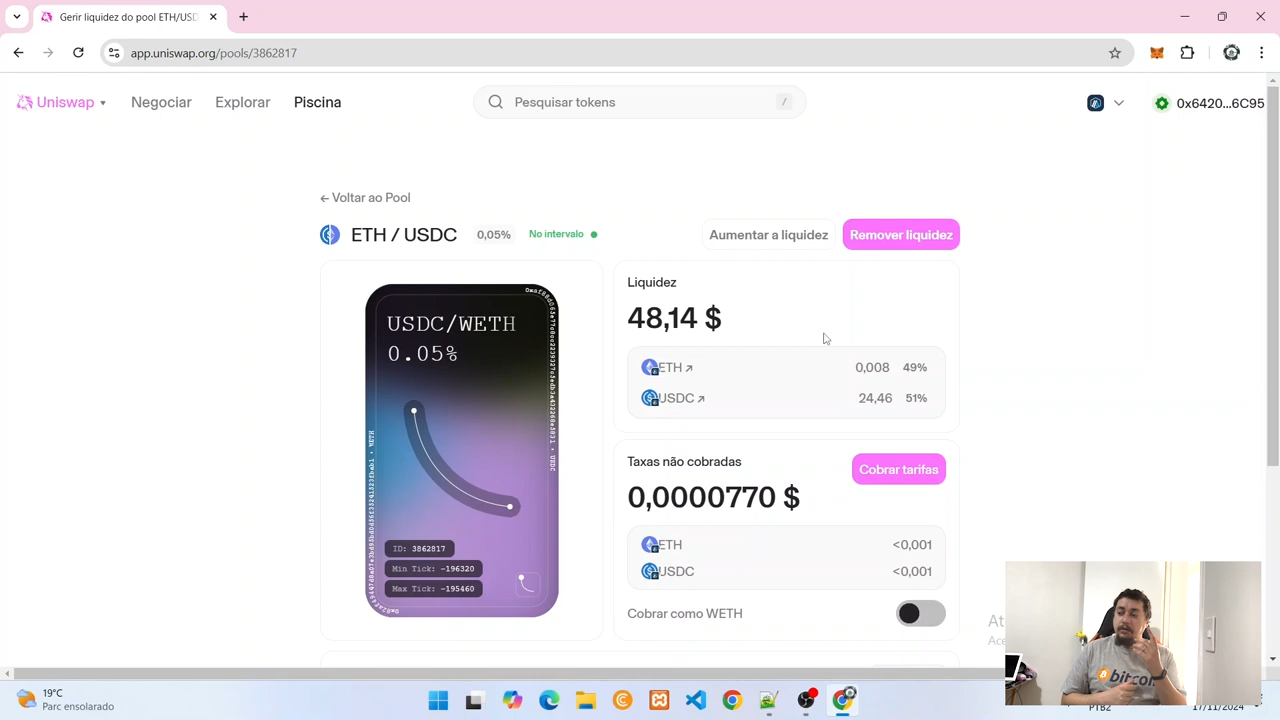 Gerir liquidez do pool ETH/USD
app.uniswap.org/pools/3862817
Uniswap
Negociar
Explorar
Piscina
Pesquisar tokens
/
0x6420...6C95
← Voltar ao Pool
ETH / USDC
0,05%
No intervalo
Aumentar a liquidez
Remover liquidez
USDC/WETH
0.05%
ID: 3862817
Min Tick: -196320
Max Tick: -195460
Liquidez
48,14 $
ETH ↗ 0,008 49%
USDC ↗ 24,46 51%
Taxas não cobradas
Cobrar tarifas
0,0000770 $
ETH <0,001
USDC <0,001
Cobrar como WETH
19°C
Parc ensolarado
PTB2
17/11/2024